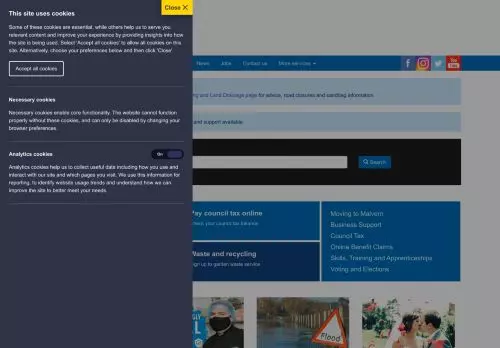 Close ×
This site uses cookies
Some of these cookies are essential, while others help us to serve you
relevant content and improve your experience by providing insights into
how the site is being used. Select 'Accept all cookies' to allow all cookies on this
site. Alternatively, choose your preferences below and then click 'Close'
Accept all cookies
Necessary cookies
Necessary cookies enable core functionality. The website cannot function
properly without these cookies, and can only be disabled by changing your
browser preferences.
Analytics cookies
On
Analytics cookies help us to collect useful data including how you use and
interact with our site and which pages you visit. We use this information for
reporting, to identify website usage trends and understand how we can
improve the site to better meet your needs.
News Jobs Contact us More services
You Tube
and Land Drainage page for advice, road closures and sandbag information.
and support available.
Search
Pay council tax online
check your council tax balance
Waste and recycling
sign up to garden waste service
Moving to Malvern
Business Support
Council Tax
Online Benefit Claims
Skills, Training and Apprenticeships
Voting and Elections
Flood